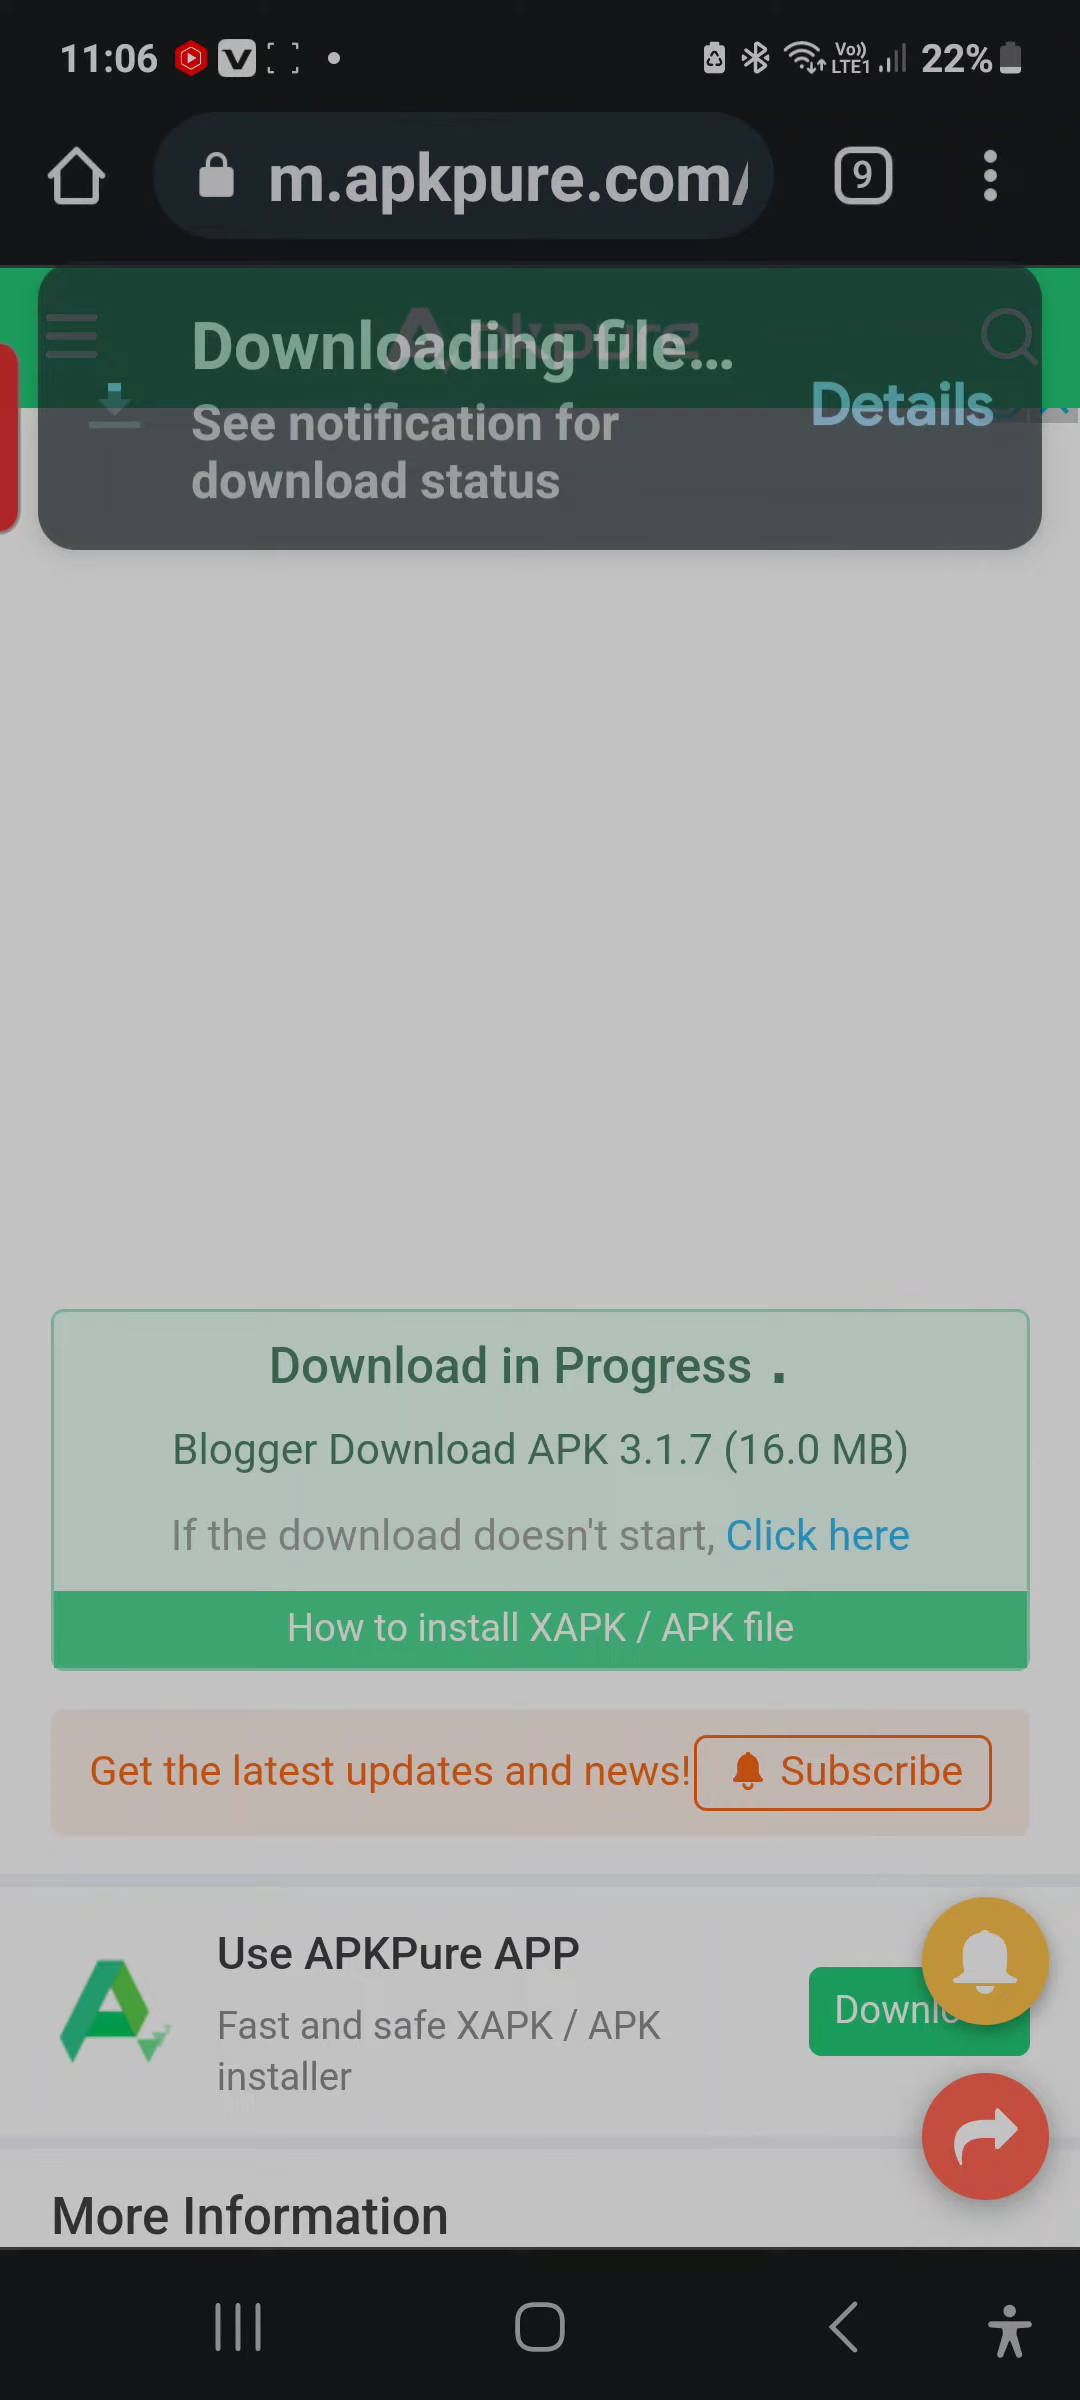 11:06
Vo))
LTE1
22%
m.apkpure.com/
9
Downloading file...
See notification for
download status
Details
Download in Progress .
Blogger Download APK 3.1.7 (16.0 MB)
If the download doesn't start, Click here
How to install XAPK / APK file
Get the latest updates and news!
Subscribe
Use APKPure APP
Fast and safe XAPK / APK
installer
Downlo
More Information